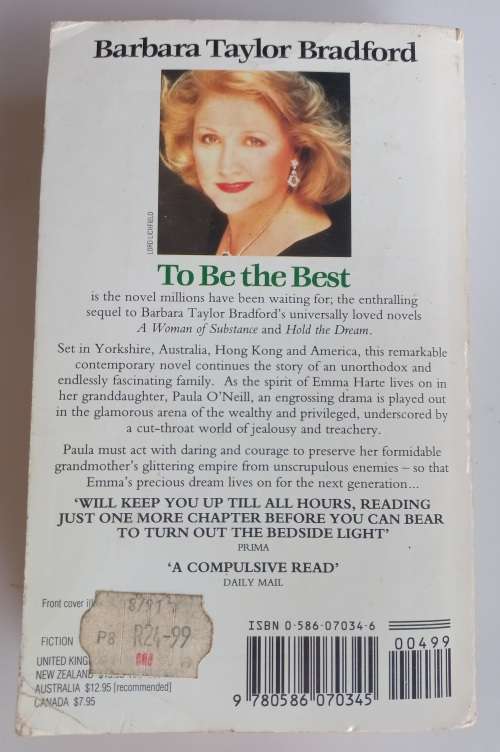 Barbara Taylor Bradford
LORD LICHFIELD
To Be the Best
is the novel millions have been waiting for; the enthralling
sequel to Barbara Taylor Bradford's universally loved novels
A Woman of Substance and Hold the Dream.
Set in Yorkshire, Australia, Hong Kong and America, this remarkable
contemporary novel continues the story of an unorthodox and
endlessly fascinating family. As the spirit of Emma Harte lives on in
her granddaughter, Paula O'Neill, an engrossing drama is played out
in the glamorous arena of the wealthy and privileged, underscored by
a cut-throat world of jealousy and treachery.
Paula must act with daring and courage to preserve her formidable
grandmother's glittering empire from unscrupulous enemies – so that
Emma's precious dream lives on for the next generation...
'WILL KEEP YOU UP TILL ALL HOURS, READING
JUST ONE MORE CHAPTER BEFORE YOU CAN BEAR
TO TURN OUT THE BEDSIDE LIGHT'
PRIMA
'A COMPULSIVE READ'
DAILY MAIL
Front cover
8/91
FICTION
P8 R24-99
UNITED
NEW ZEALAND
AUSTRALIA $12.95 [recommended]
CANADA $7.95
ISBN 0-586-07034-6
00499
9 780586 070345